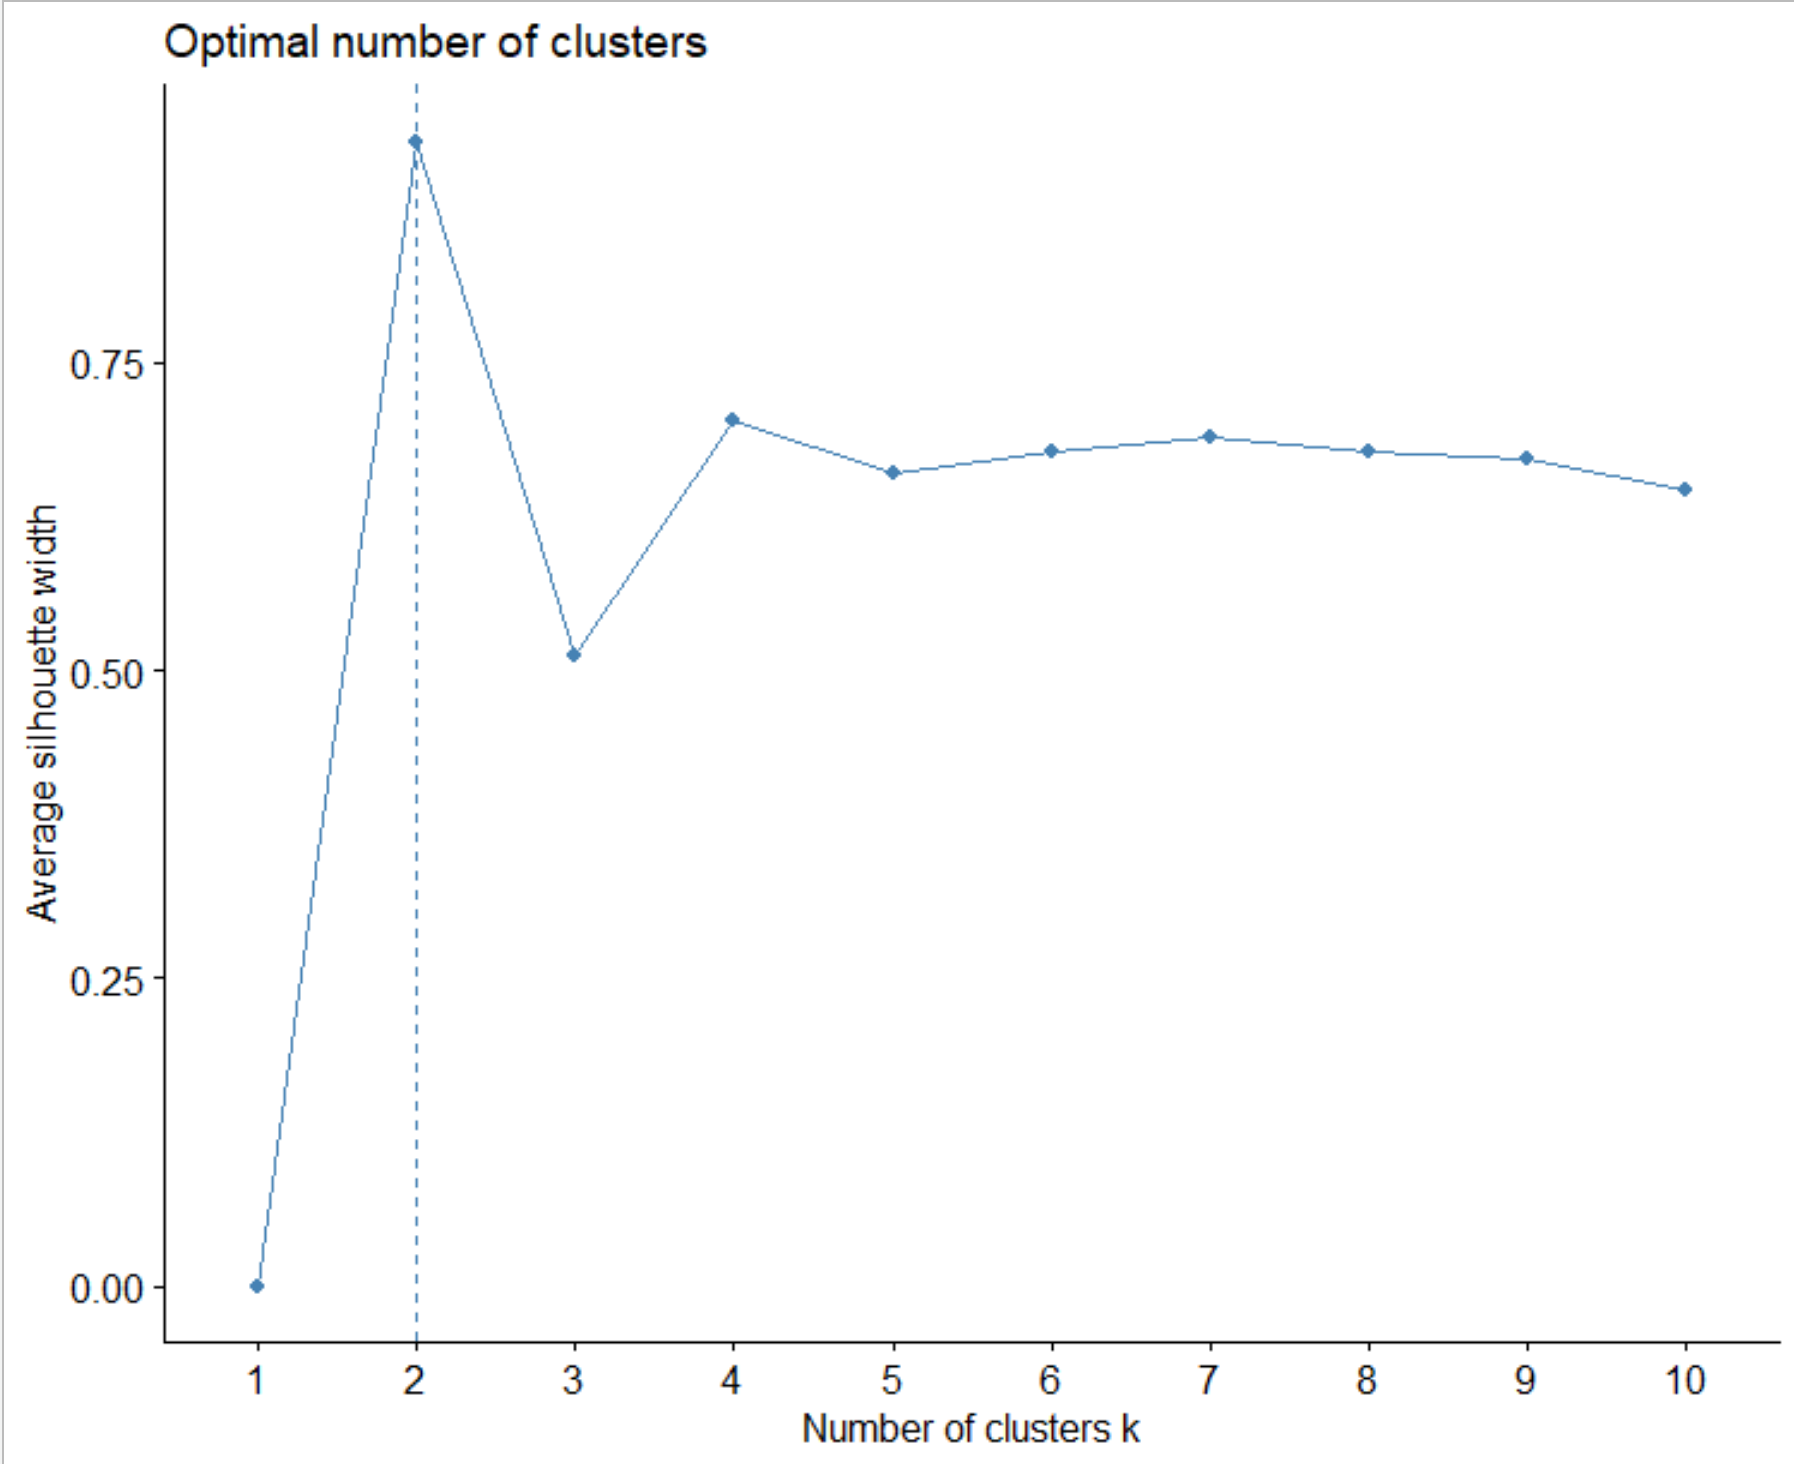 Optimal number of clusters
Average silhouette width
0.75
0.50
0.25
0.00
1 2 3 4 5 6 7 8 9 10
Number of clusters k